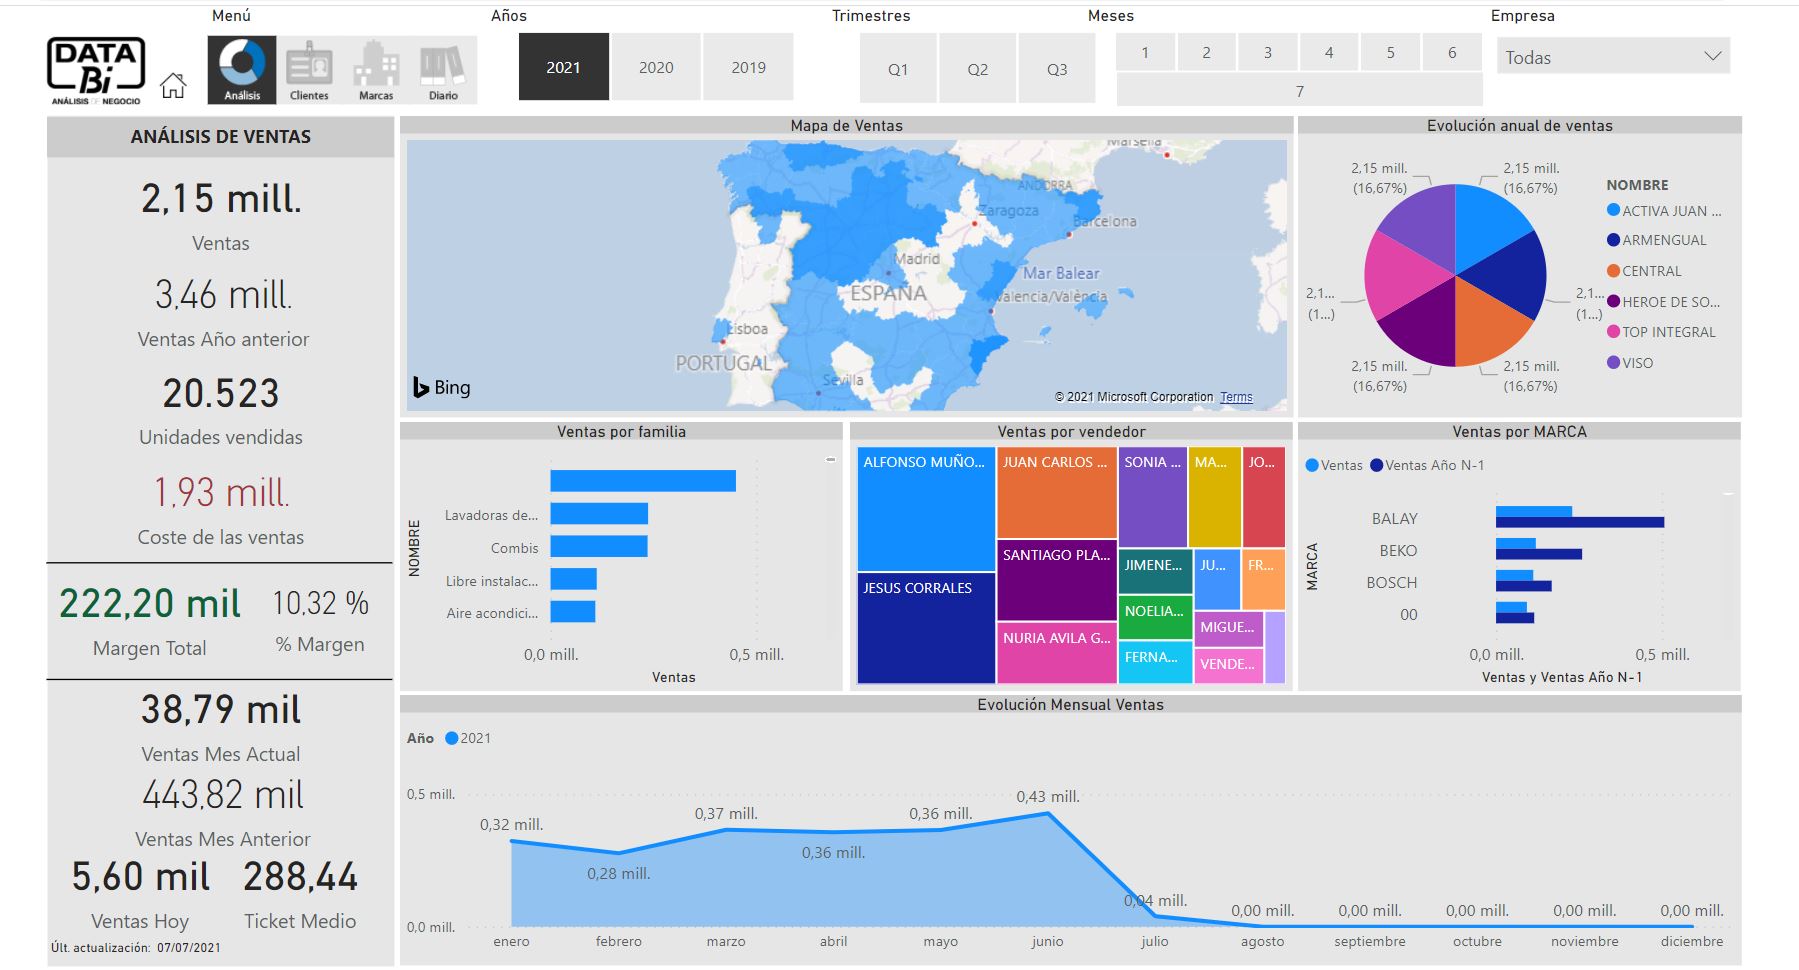 Menú
Años
Trimestres
Meses
Empresa
DATA
Bi
ANÁLISIS DE NEGOCIO
Análisis
Clientes
Marcas
Diario
2021
2020
2019
Q1
Q2
Q3
1
2
3
4
5
6
7
Todas
ANÁLISIS DE VENTAS
2,15 mill.
Ventas
3,46 mill.
Ventas Año anterior
20.523
Unidades vendidas
1,93 mill.
Coste de las ventas
222,20 mil
Margen Total
10,32 %
% Margen
38,79 mil
Ventas Mes Actual
443,82 mil
Ventas Mes Anterior
5,60 mil
Ventas Hoy
288,44
Ticket Medio
Últ. actualización: 07/07/2021
Mapa de Ventas
Marsella
ANDORRA
Zaragoza
Barcelona
Madrid
Mar Balear
ESPAÑA
Valencia/València
Lisboa
PORTUGAL
Sevilla
Bing
© 2021 Microsoft Corporation Terms
Evolución anual de ventas
2,15 mill.
(16,67%)
2,15 mill.
(16,67%)
2,1...
(1...)
2,1...
(1...)
2,15 mill.
(16,67%)
2,15 mill.
(16,67%)
NOMBRE
ACTIVA JUAN ...
ARMENGUAL
CENTRAL
HEROE DE SO...
TOP INTEGRAL
VISO
Ventas por familia
NOMBRE
Lavadoras de...
Combis
Libre instalac...
Aire acondici...
0,0 mill.
0,5 mill.
Ventas
Ventas por vendedor
ALFONSO MUÑO...
JESUS CORRALES
JUAN CARLOS ...
SANTIAGO PLA...
NURIA AVILA G...
SONIA ...
MA...
JO...
JIMENE...
JU...
FR...
NOELIA...
MIGUE...
FERNA...
VENDE...
Ventas por MARCA
Ventas
Ventas Año N-1
MARCA
BALAY
BEKO
BOSCH
00
0,0 mill.
0,5 mill.
Ventas y Ventas Año N-1
Evolución Mensual Ventas
Año
2021
0,5 mill.
0,0 mill.
0,32 mill.
0,28 mill.
0,37 mill.
0,36 mill.
0,36 mill.
0,43 mill.
0,04 mill.
0,00 mill.
0,00 mill.
0,00 mill.
0,00 mill.
0,00 mill.
enero
febrero
marzo
abril
mayo
junio
julio
agosto
septiembre
octubre
noviembre
diciembre